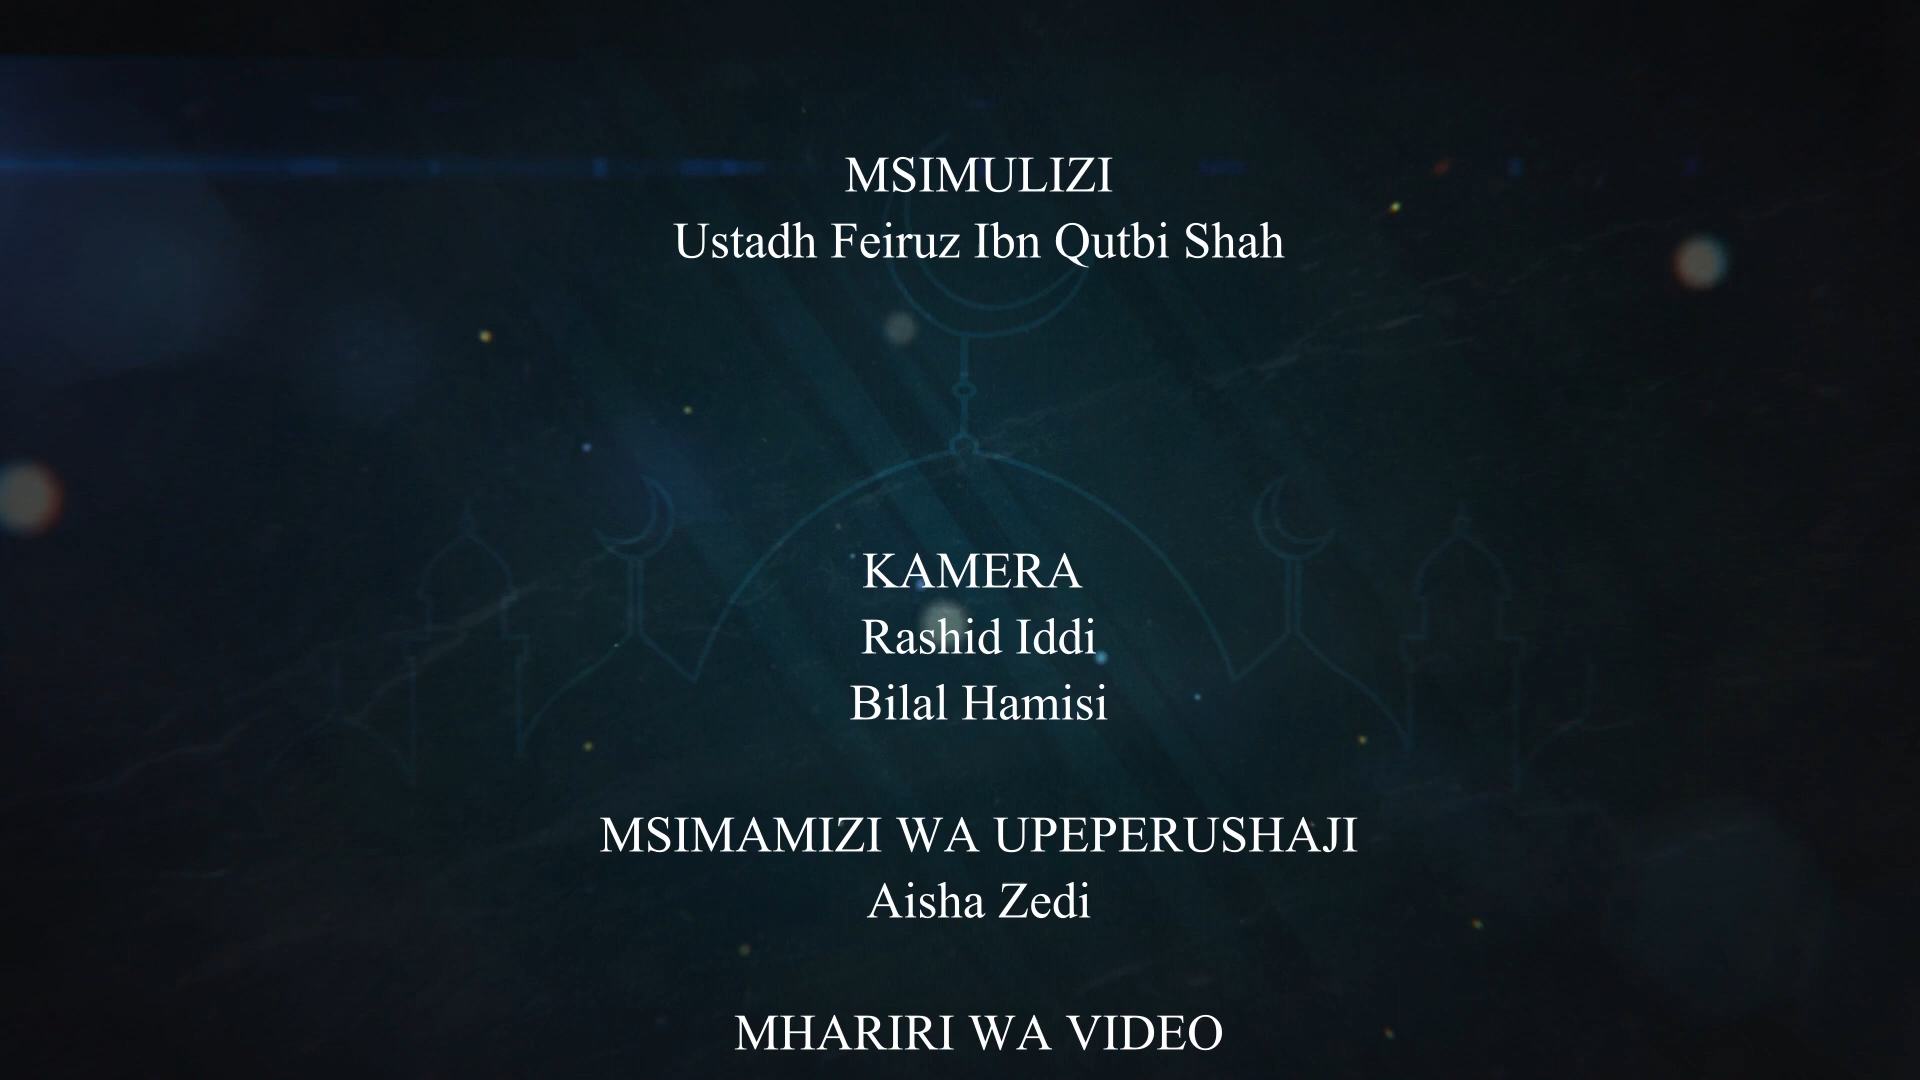 MSIMULIZI
Ustadh Feiruz Ibn Qutbi Shah
KAMERA
Rashid Iddi
Bilal Hamisi
MSIMAMIZI WA UPEPERUSHAJI
Aisha Zedi
MHARIRI WA VIDEO